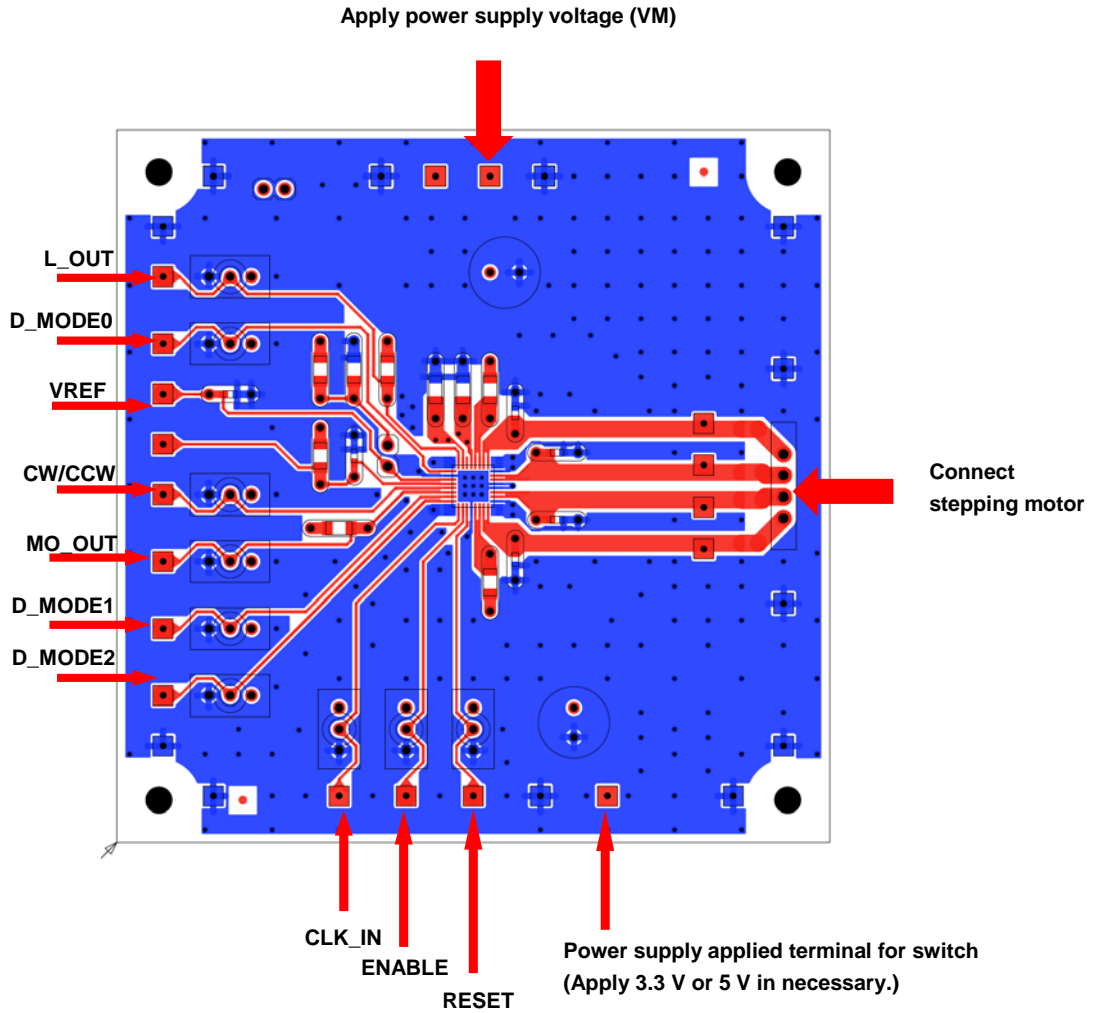 Apply power supply voltage (VM)
L_OUT
D_MODE0
VREF
CW/CCW
MO_OUT
D_MODE1
D_MODE2
Connect
stepping motor
CLK_IN
ENABLE
RESET
Power supply applied terminal for switch
(Apply 3.3 V or 5 V in necessary.)